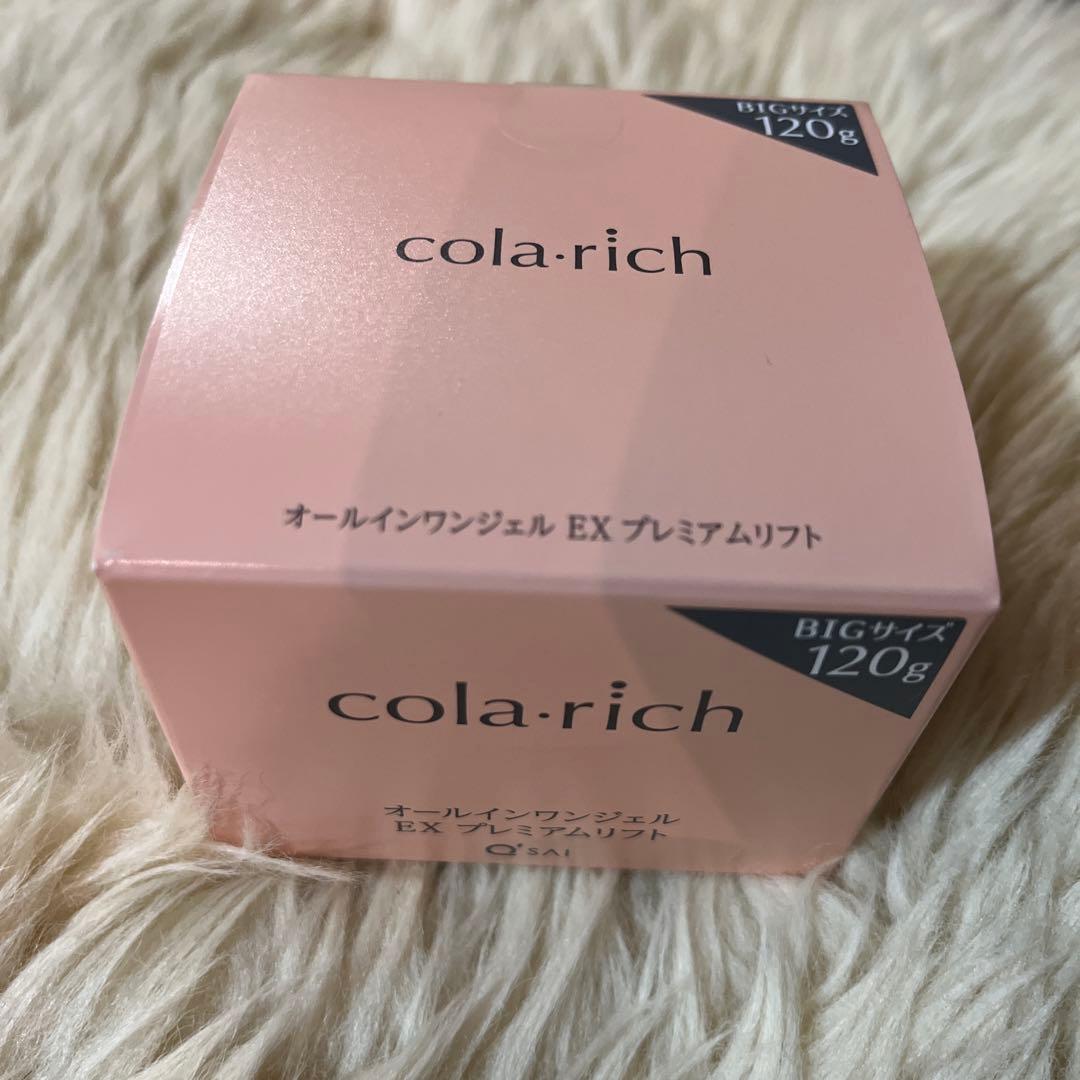 BIGサイズ
120g
cola·rich
オールインワンジェル EX プレミアムリフト
BIGサイズ
120g
cola·rich
オールインワンジェル
EX プレミアムリフト
Q'SAI